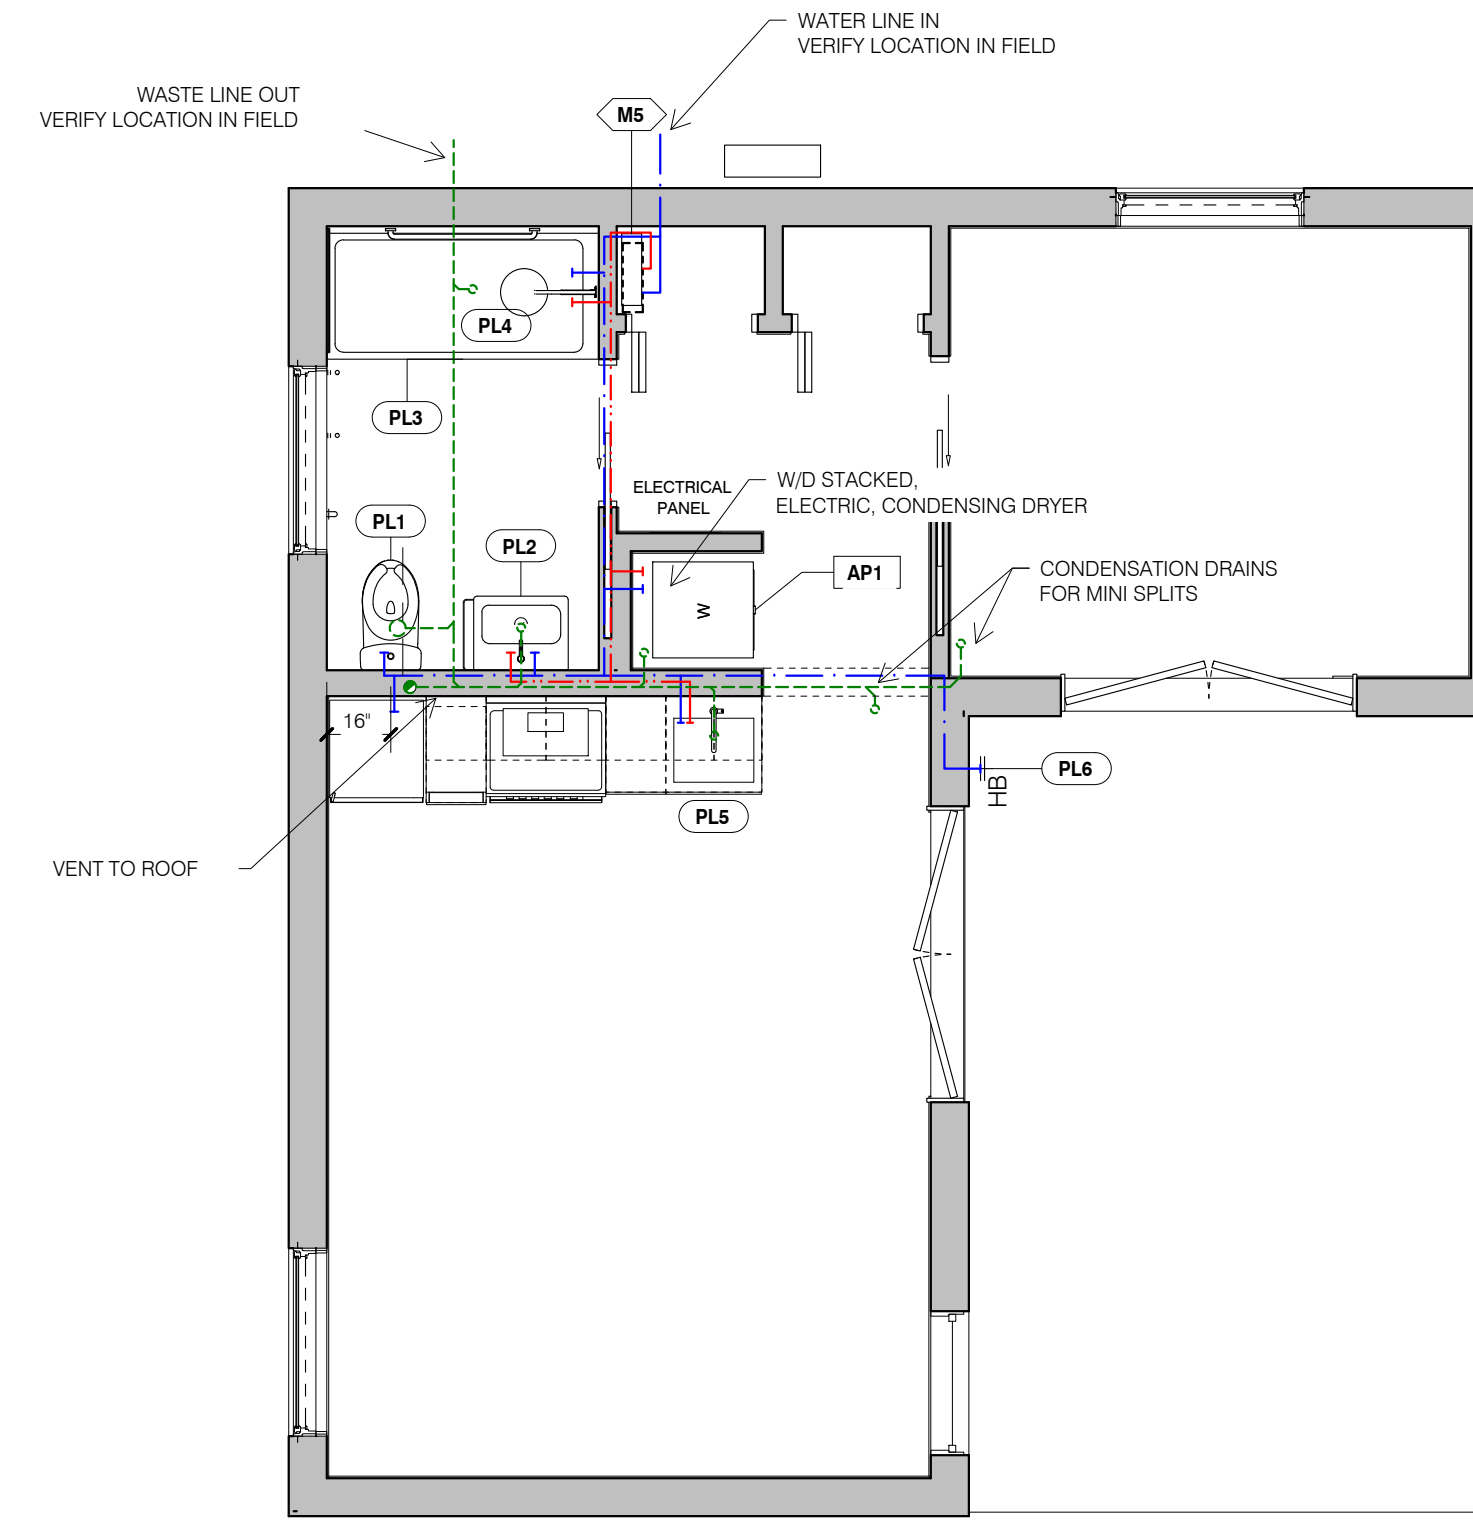 WATER LINE IN
VERIFY LOCATION IN FIELD
WASTE LINE OUT
VERIFY LOCATION IN FIELD
M5
PL4
PL3
ELECTRICAL
PANEL
W/D STACKED,
ELECTRIC, CONDENSING DRYER
PL1
PL2
AP1
CONDENSATION DRAINS
FOR MINI SPLITS
W
16"
PL6
HB
PL5
VENT TO ROOF